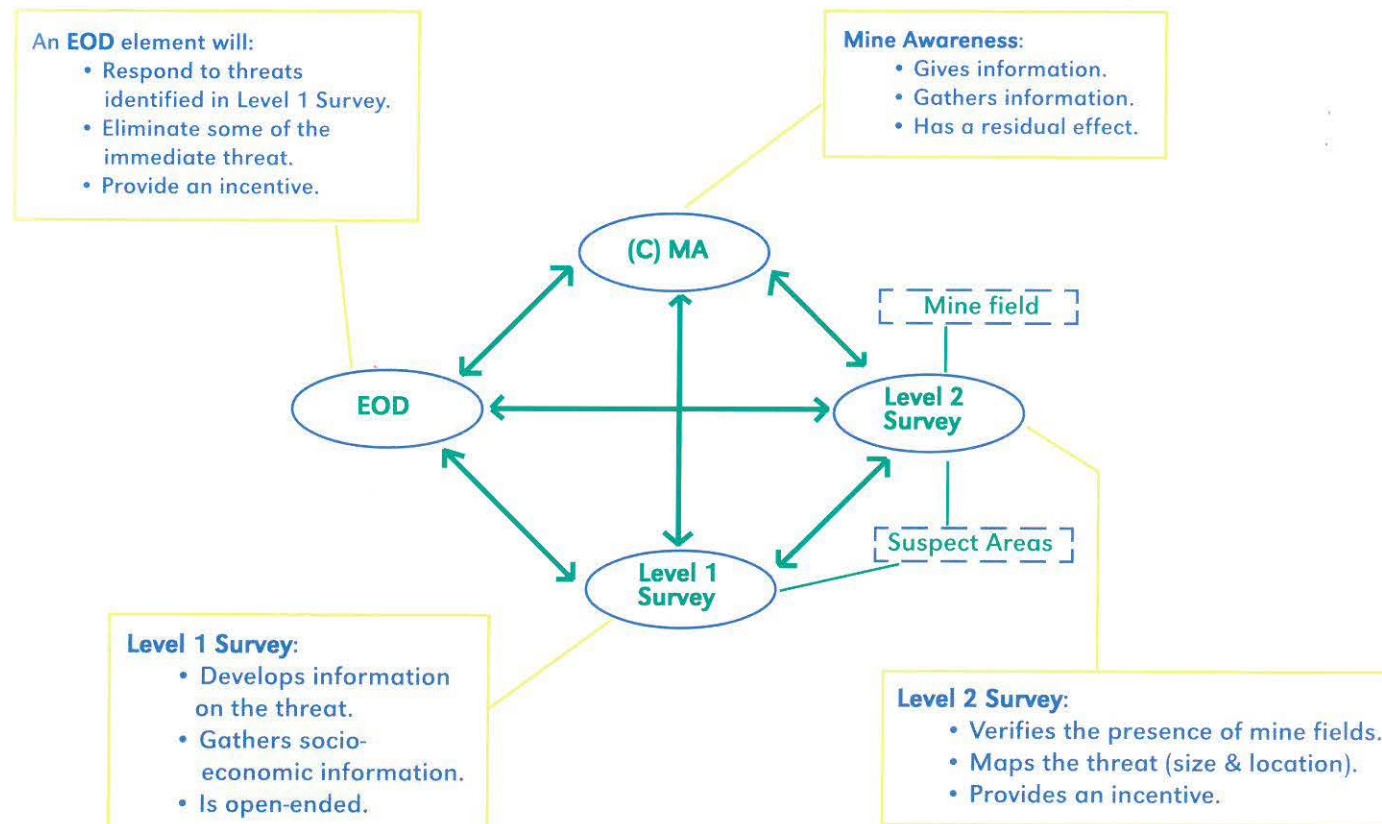 An EOD element will:
• Respond to threats
identified in Level 1 Survey.
• Eliminate some of the
immediate threat.
• Provide an incentive.
Mine Awareness:
• Gives information.
• Gathers information.
• Has a residual effect.
(C) MA
Mine field
EOD
Level 2
Survey
Suspect Areas
Level 1
Survey
Level 1 Survey:
• Develops information
on the threat.
• Gathers socio-
economic information.
• Is open-ended.
Level 2 Survey:
• Verifies the presence of mine fields.
• Maps the threat (size & location).
• Provides an incentive.